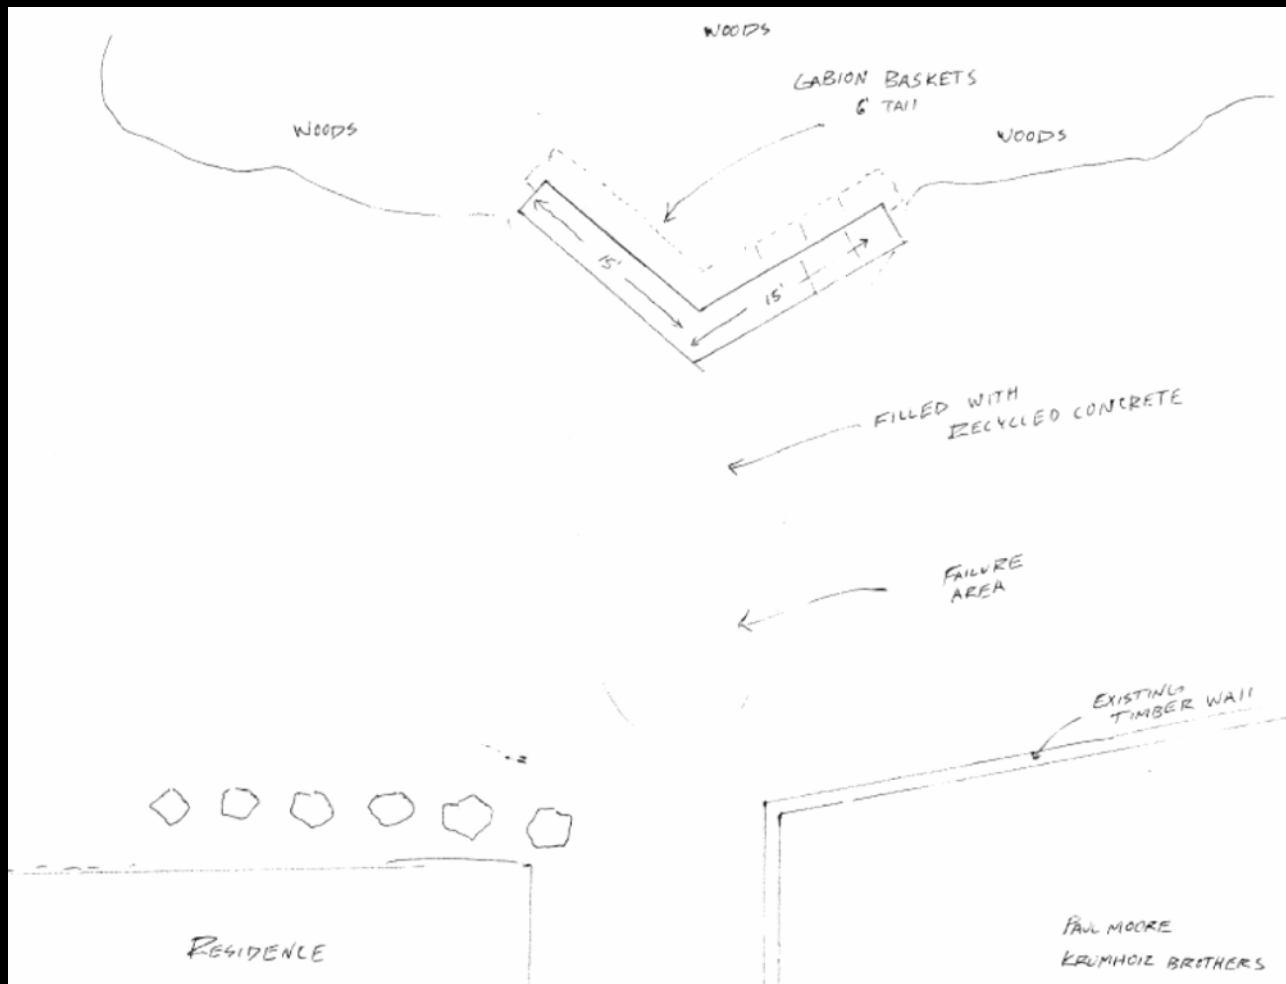 WOODS
GABION BASKETS
6' TAll
WOODS
WOODS
15'
15'
FILLED WITH
RECYCLED CONCRETE
FAILURE
AREA
EXISTING
TIMBER WAll
RESIDENCE
PAUL MOORE
KRUMHOlZ BROTHERS